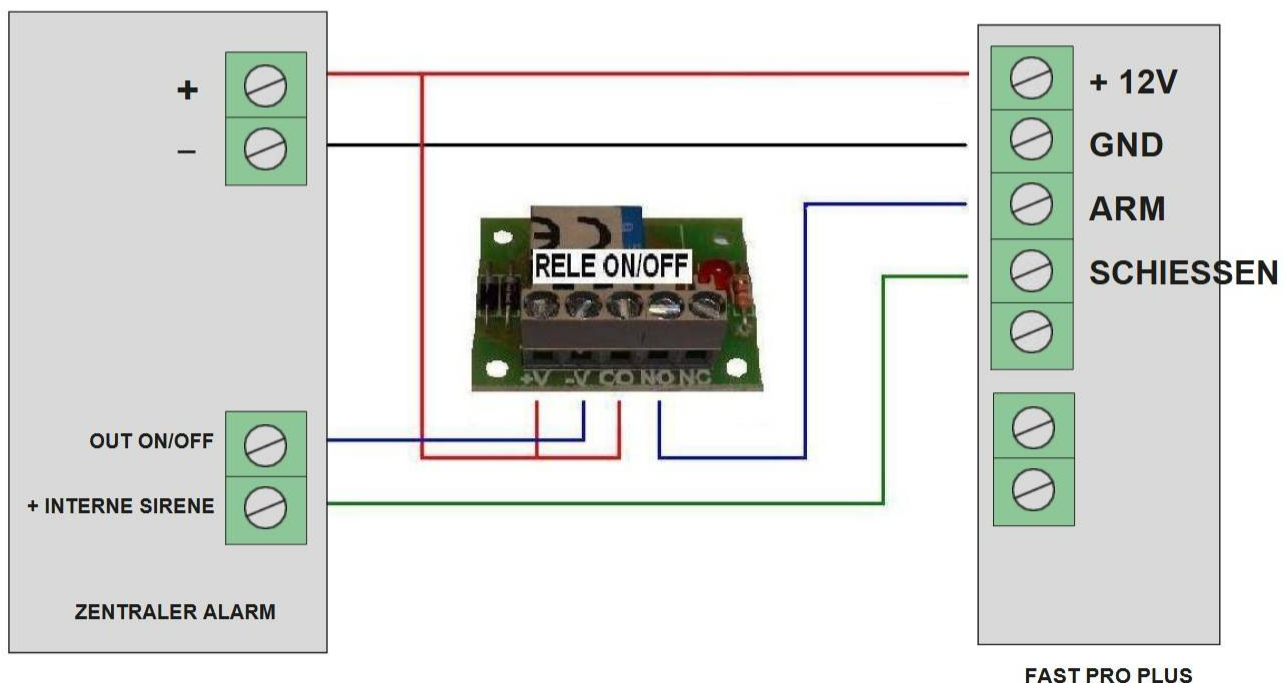 +
–
+ 12V
GND
ARM
SCHIESSEN
CE
RELE ON/OFF
+V -V CO NO NC
OUT ON/OFF
+ INTERNE SIRENE
ZENTRALER ALARM
FAST PRO PLUS